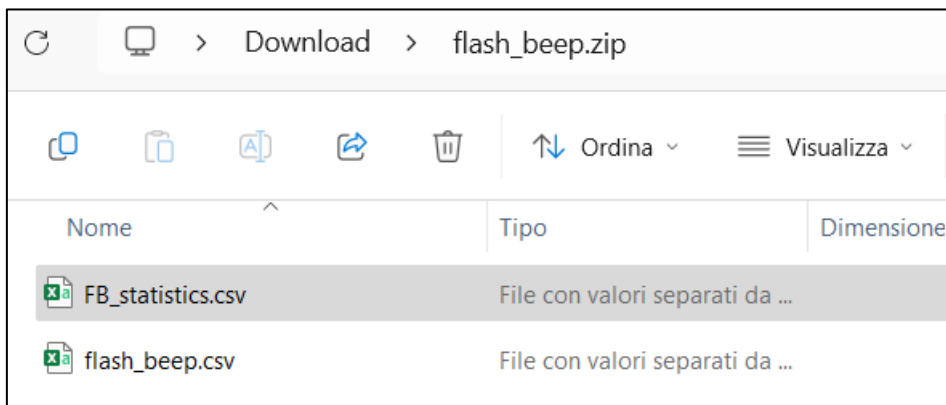 Download > flash_beep.zip
Ordina Visualizza
Nome Tipo Dimensione
FB_statistics.csv File con valori separati da ...
flash_beep.csv File con valori separati da ...